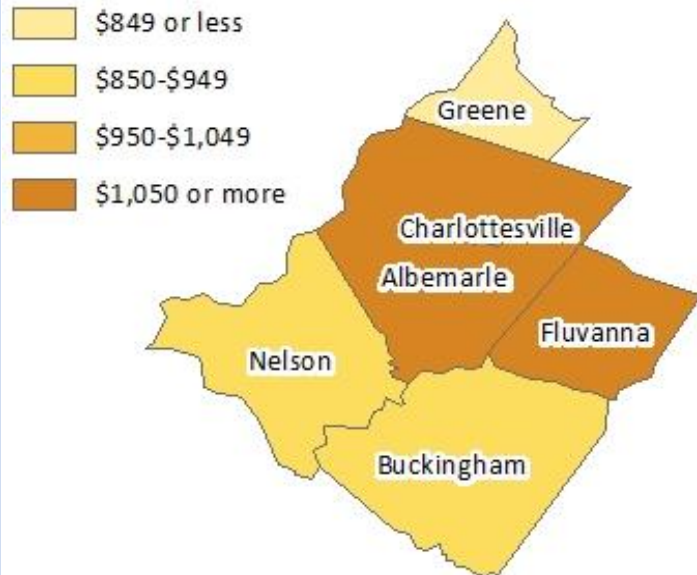 $849 or less
$850-$949
$950-$1,049
$1,050 or more
Greene
Charlottesville
Albemarle
Fluvanna
Nelson
Buckingham